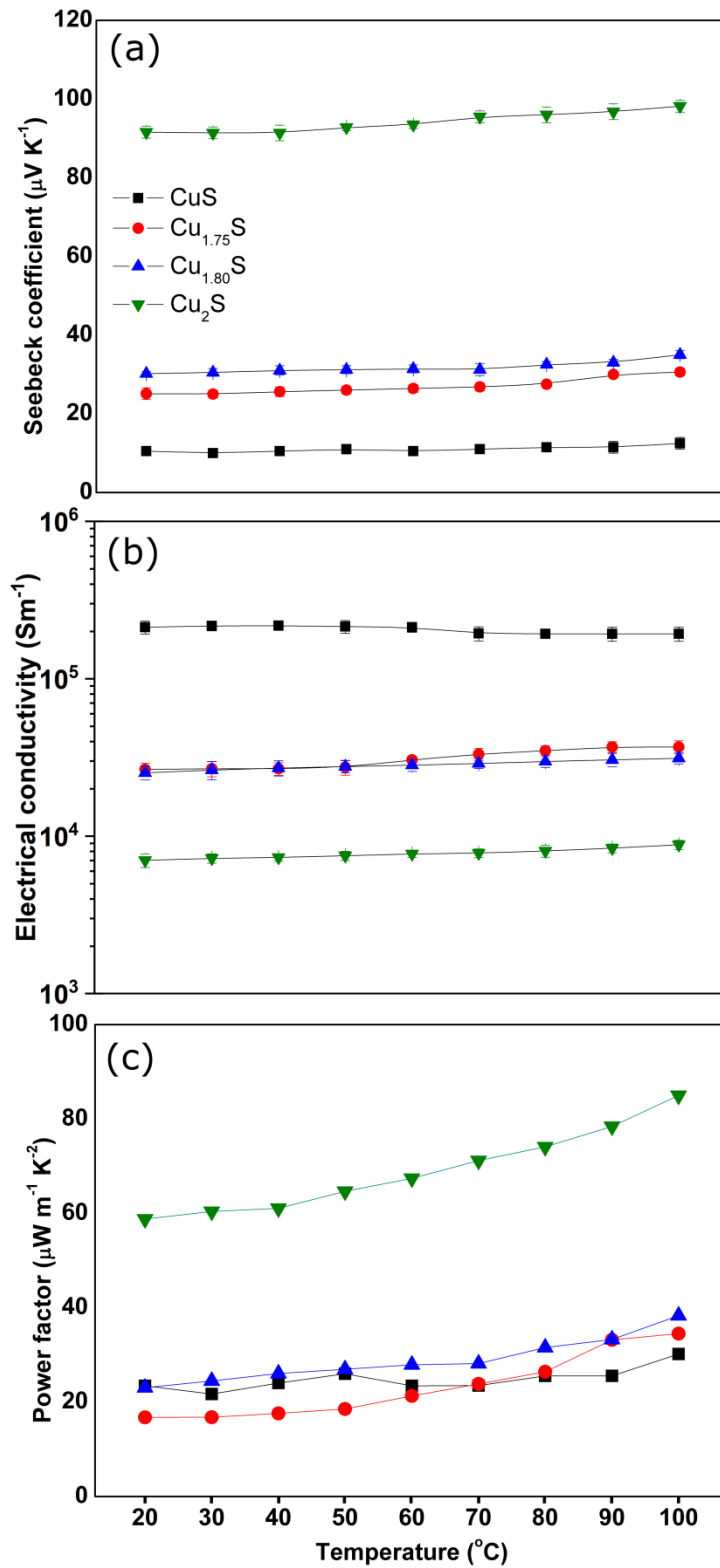 (a)
Seebeck coefficient (μV K⁻¹)
120
100
80
60
40
20
0
CuS
Cu₁.₇₅S
Cu₁.₈₀S
Cu₂S
(b)
Electrical conductivity (Sm⁻¹)
10⁶
10⁵
10⁴
10³
(c)
Power factor (μW m⁻¹ K⁻²)
100
80
60
40
20
0
20 30 40 50 60 70 80 90 100
Temperature (°C)